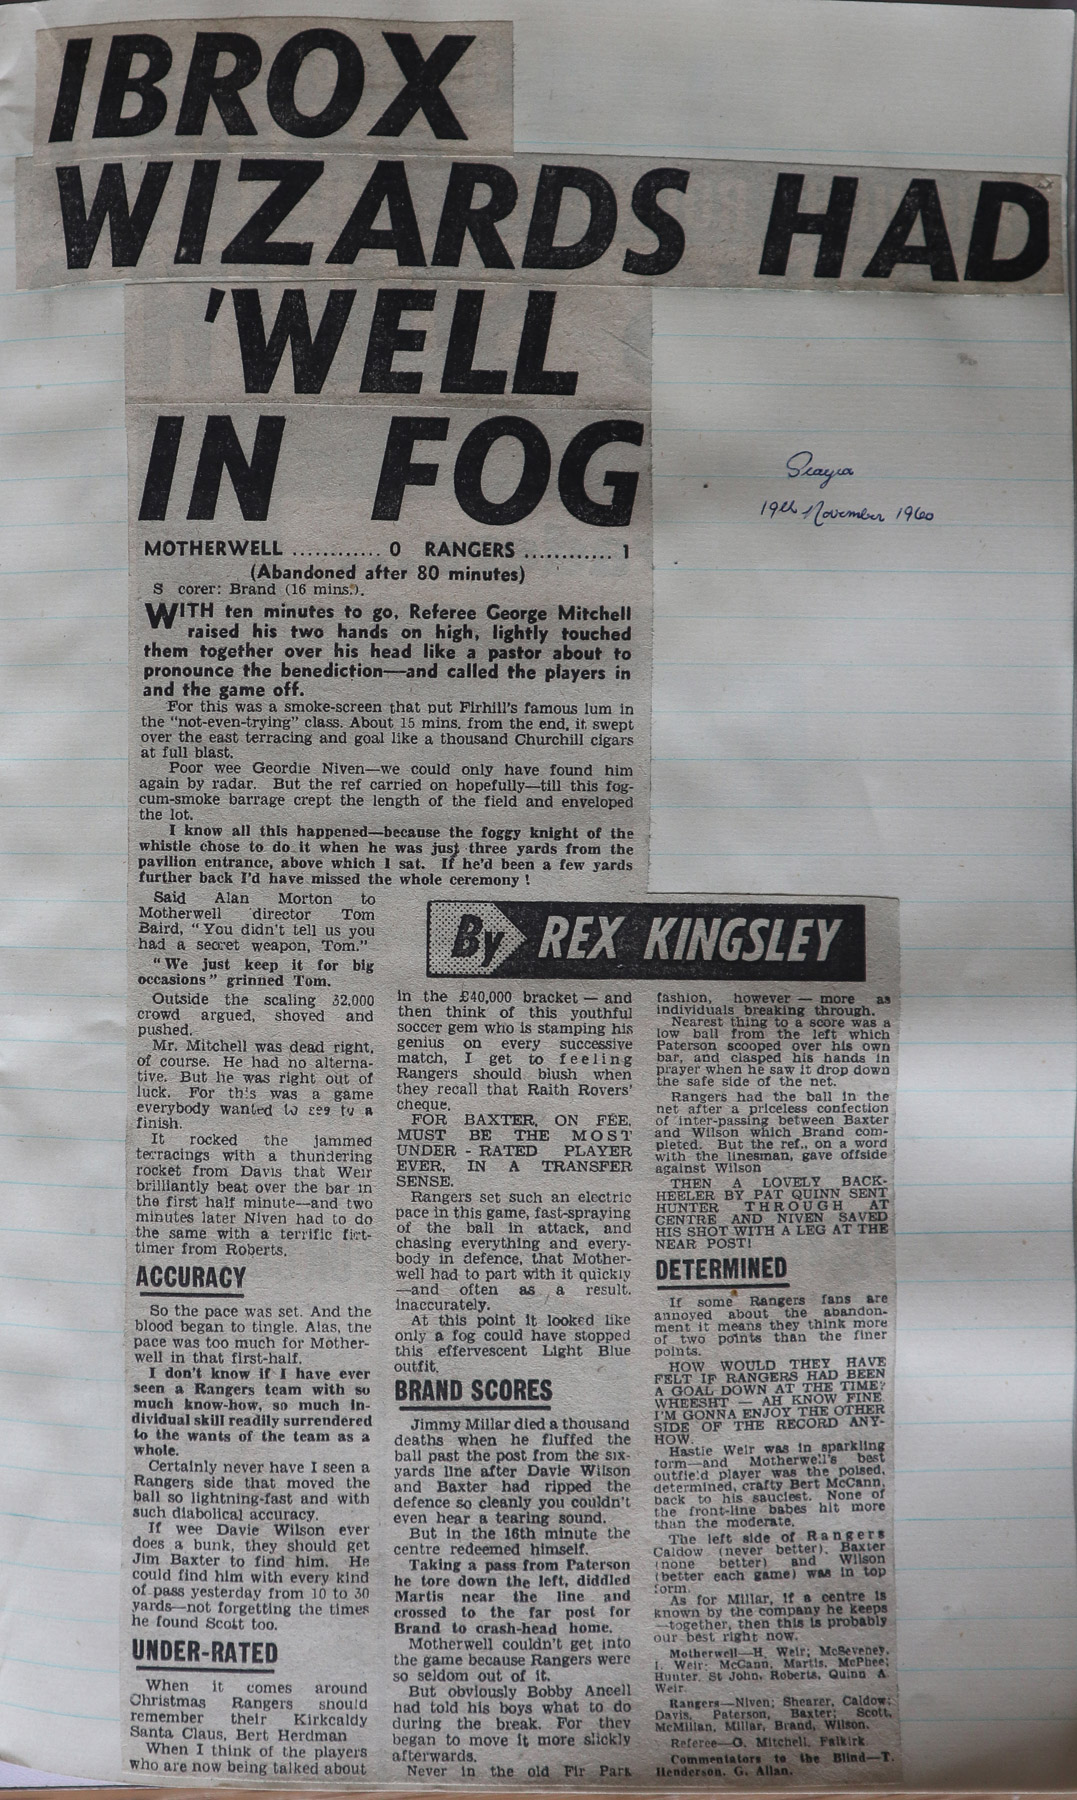 IBROX
WIZARDS HAD
'WELL
IN FOG
19th November 1960
MOTHERWELL ............ 0 RANGERS ............ 1
(Abandoned after 80 minutes)
S corer: Brand (16 mins.).
WITH ten minutes to go, Referee George Mitchell
raised his two hands on high, lightly touched
them together over his head like a pastor about to
pronounce the benediction—and called the players in
and the game off.
For this was a smoke-screen that put Firhill's famous lum in
the "not-even-trying" class. About 15 mins. from the end, it swept
over the east terracing and goal like a thousand Churchill cigars
at full blast.
Poor wee Geordie Niven—we could only have found him
again by radar. But the ref carried on hopefully—till this fog-
cum-smoke barrage crept the length of the field and enveloped
the lot.
I know all this happened—because the foggy knight of the
whistle chose to do it when he was just three yards from the
pavilion entrance, above which I sat. If he'd been a few yards
further back I'd have missed the whole ceremony !
Said Alan Morton to
Motherwell director Tom
Baird, "You didn't tell us you
had a secret weapon, Tom."
"We just keep it for big
occasions" grinned Tom.
Outside the scaling 32,000
crowd argued, shoved and
pushed.
Mr. Mitchell was dead right,
of course. He had no alterna-
tive. But he was right out of
luck. For this was a game
everybody wanted to see to a
finish.
It rocked the jammed
terracings with a thundering
rocket from Davis that Weir
brilliantly beat over the bar in
the first half minute—and two
minutes later Niven had to do
the same with a terrific first-
timer from Roberts.
ACCURACY
So the pace was set. And the
blood began to tingle. Alas, the
pace was too much for Mother-
well in that first-half.
I don't know if I have ever
seen a Rangers team with so
much know-how, so much in-
dividual skill readily surrendered
to the wants of the team as a
whole.
Certainly never have I seen a
Rangers side that moved the
ball so lightning-fast and with
such diabolical accuracy.
If wee Davie Wilson ever
does a bunk, they should get
Jim Baxter to find him. He
could find him with every kind
of pass yesterday from 10 to 30
yards—not forgetting the times
he found Scott too.
UNDER-RATED
When it comes around
Christmas Rangers should
remember their Kirkcaldy
Santa Claus, Bert Herdman
When I think of the players
who are now being talked about
By REX KINGSLEY
in the £40,000 bracket — and
then think of this youthful
soccer gem who is stamping his
genius on every successive
match, I get to feeling
Rangers should blush when
they recall that Raith Rovers'
cheque.
FOR BAXTER, ON FEE,
MUST BE THE MOST
UNDER - RATED PLAYER
EVER, IN A TRANSFER
SENSE.
Rangers set such an electric
pace in this game, fast-spraying
of the ball in attack, and
chasing everything and every-
body in defence, that Mother-
well had to part with it quickly
—and often as a result.
inaccurately.
At this point it looked like
only a fog could have stopped
this effervescent Light Blue
outfit.
BRAND SCORES
Jimmy Millar died a thousand
deaths when he fluffed the
ball past the post from the six-
yards line after Davie Wilson
and Baxter had ripped the
defence so cleanly you couldn't
even hear a tearing sound.
But in the 16th minute the
centre redeemed himself.
Taking a pass from Paterson
he tore down the left, diddled
Martis near the line and
crossed to the far post for
Brand to crash-head home.
Motherwell couldn't get into
the game because Rangers were
so seldom out of it.
But obviously Bobby Ancell
had told his boys what to do
during the break. For they
began to move it more slickly
afterwards.
Never in the old Fir Park
fashion, however — more as
individuals breaking through.
Nearest thing to a score was a
low ball from the left which
Paterson scooped over his own
bar, and clasped his hands in
prayer when he saw it drop down
the safe side of the net.
Rangers had the ball in the
net after a priceless confection
of inter-passing between Baxter
and Wilson which Brand com-
pleted. But the ref., on a word
with the linesman, gave offside
against Wilson
THEN A LOVELY BACK-
HEELER BY PAT QUINN SENT
HUNTER THROUGH AT
CENTRE AND NIVEN SAVED
HIS SHOT WITH A LEG AT THE
NEAR POST!
DETERMINED
If some Rangers fans are
annoyed about the abandon-
ment it means they think more
of two points than the finer
points.
HOW WOULD THEY HAVE
FELT IF RANGERS HAD BEEN
A GOAL DOWN AT THE TIME?
WHEESHT — AH KNOW FINE
I'M GONNA ENJOY THE OTHER
SIDE OF THE RECORD ANY-
HOW.
Hastie Weir was in sparkling
form—and Motherwell's best
outfield player was the poised,
determined, crafty Bert McCann,
back to his sauciest. None of
the front-line babes hit more
than the moderate.
The left side of Rangers
Caldow (never better), Baxter
(none better) and Wilson
(better each game) was in top
form.
As for Millar, if a centre is
known by the company he keeps
—together, then this is probably
our best right now.
Motherwell—H. Weir; McSeveney,
I. Weir; McCann, Martis, McPhee;
Hunter, St John, Roberts, Quinn A
Weir.
Rangers—Niven; Shearer, Caldow;
Davis, Paterson, Baxter; Scott,
McMillan, Millar, Brand, Wilson.
Referee—G. Mitchell, Falkirk.
Commentators to the Blind—T.
Henderson, G. Allan.